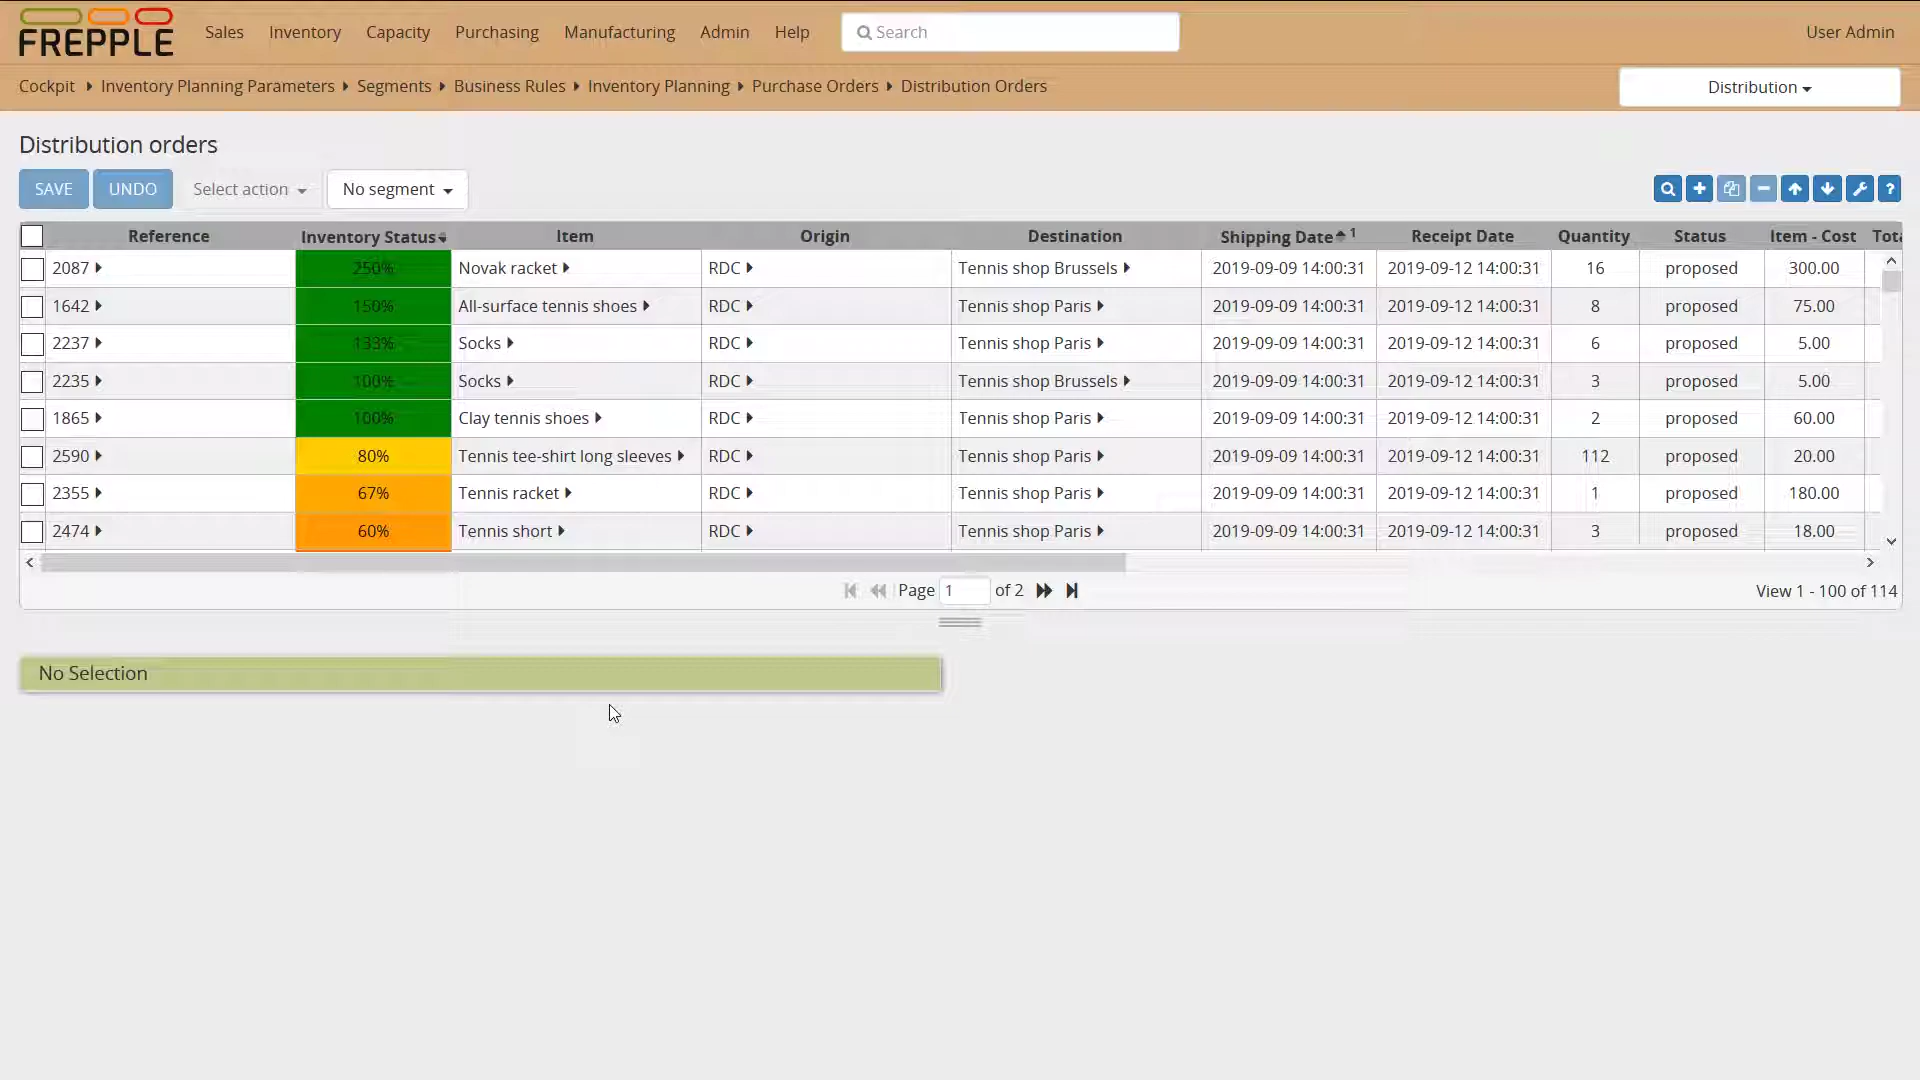 FREPPLE Sales Inventory Capacity Purchasing Manufacturing Admin Help Search User Admin
Cockpit Inventory Planning Parameters Segments Business Rules Inventory Planning Purchase Orders Distribution Orders Distribution
Distribution orders
SAVE UNDO Select action No segment ?
Reference Inventory Status Item Origin Destination Shipping Date 1 Receipt Date Quantity Status Item - Cost Tota
2087 250% Novak racket RDC Tennis shop Brussels 2019-09-09 14:00:31 2019-09-12 14:00:31 16 proposed 300.00
1642 150% All-surface tennis shoes RDC Tennis shop Paris 2019-09-09 14:00:31 2019-09-12 14:00:31 8 proposed 75.00
2237 133% Socks RDC Tennis shop Paris 2019-09-09 14:00:31 2019-09-12 14:00:31 6 proposed 5.00
2235 100% Socks RDC Tennis shop Brussels 2019-09-09 14:00:31 2019-09-12 14:00:31 3 proposed 5.00
1865 100% Clay tennis shoes RDC Tennis shop Paris 2019-09-09 14:00:31 2019-09-12 14:00:31 2 proposed 60.00
2590 80% Tennis tee-shirt long sleeves RDC Tennis shop Paris 2019-09-09 14:00:31 2019-09-12 14:00:31 112 proposed 20.00
2355 67% Tennis racket RDC Tennis shop Paris 2019-09-09 14:00:31 2019-09-12 14:00:31 1 proposed 180.00
2474 60% Tennis short RDC Tennis shop Paris 2019-09-09 14:00:31 2019-09-12 14:00:31 3 proposed 18.00
Page 1 of 2 View 1 - 100 of 114
No Selection